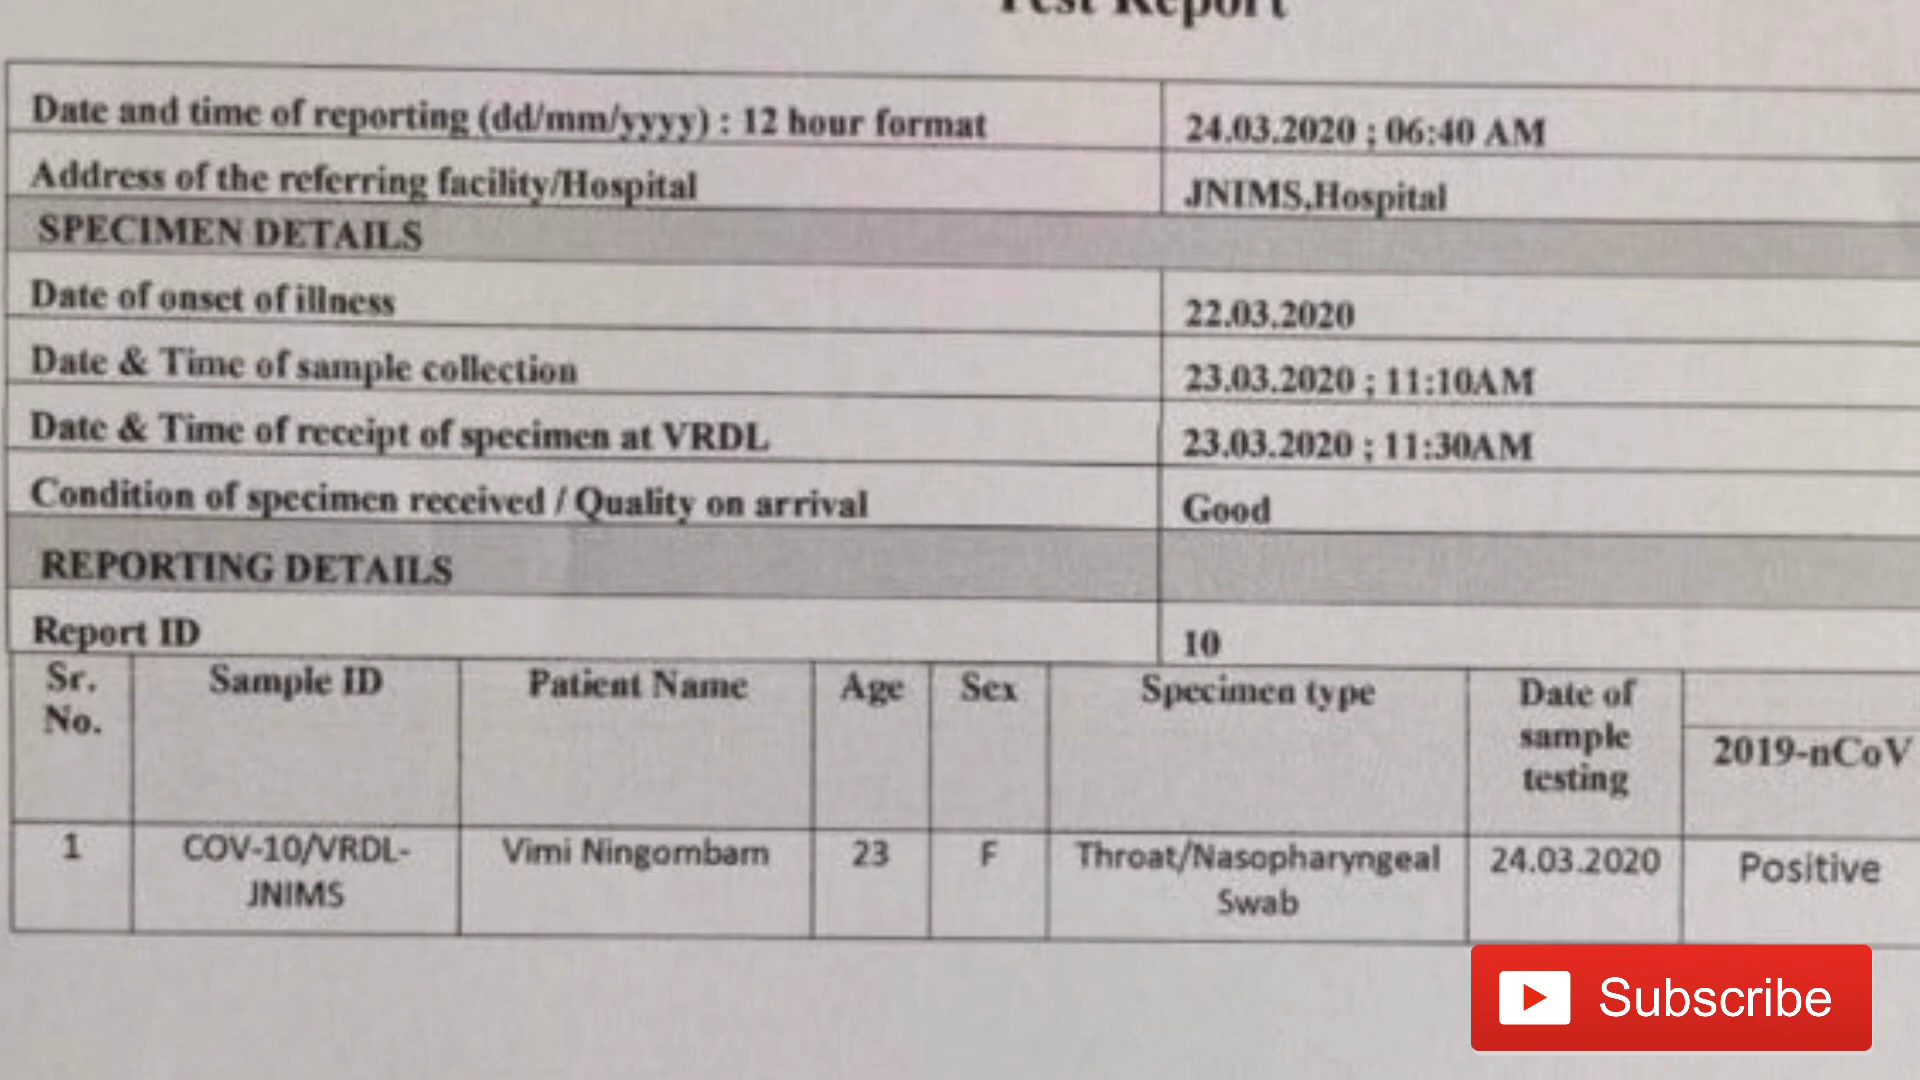 Test Report
Date and time of reporting (dd/mm/yyyy) : 12 hour format 24.03.2020 ; 06:40 AM
Address of the referring facility/Hospital JNIMS,Hospital
SPECIMEN DETAILS
Date of onset of illness 22.03.2020
Date & Time of sample collection 23.03.2020 ; 11:10AM
Date & Time of receipt of specimen at VRDL 23.03.2020 ; 11:30AM
Condition of specimen received / Quality on arrival Good
REPORTING DETAILS
Report ID 10
Sr. No. Sample ID Patient Name Age Sex Specimen type Date of sample testing 2019-nCoV
1 COV-10/VRDL-JNIMS Vimi Ningombam 23 F Throat/Nasopharyngeal Swab 24.03.2020 Positive
Subscribe